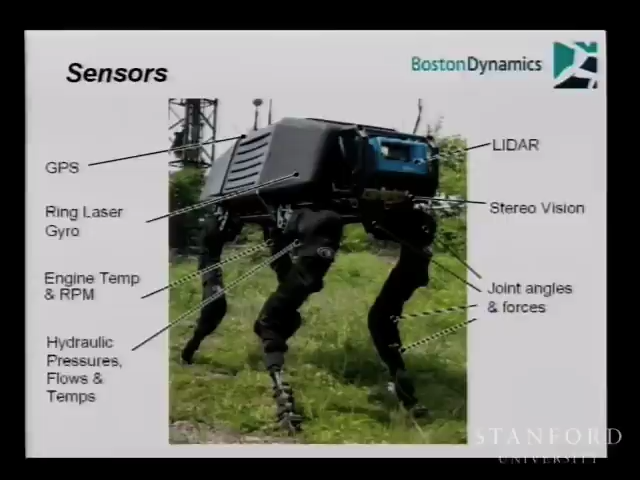 Sensors
BostonDynamics
GPS
Ring Laser
Gyro
Engine Temp
& RPM
Hydraulic
Pressures,
Flows &
Temps
LIDAR
Stereo Vision
Joint angles
& forces
STANFORD
UNIVERSITY